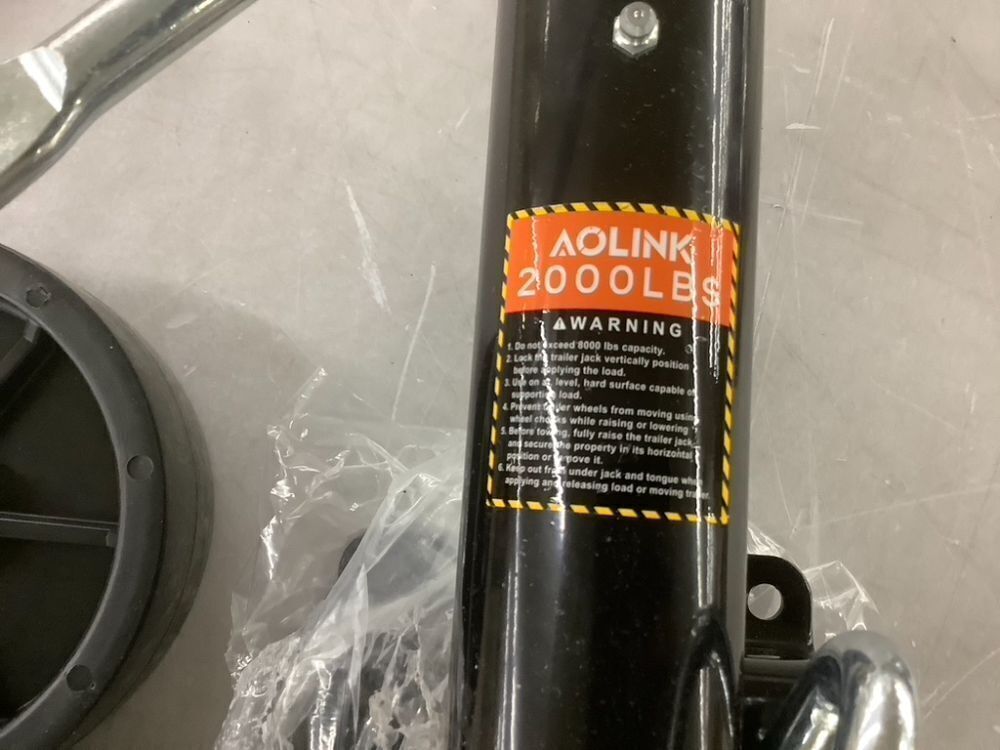 AOLINK
2000LBS
WARNING
1. Do not exceed 8000 lbs capacity.
2. Lock the trailer jack vertically position
before applying the load.
3. Use on a level, hard surface capable of
supporting load.
4. Prevent trailer wheels from moving using
wheel chocks while raising or lowering
5. Before towing, fully raise the trailer jack
and secure the property in its horizontal
position or remove it.
6. Keep out from under jack and tongue when
applying and releasing load or moving trailer.